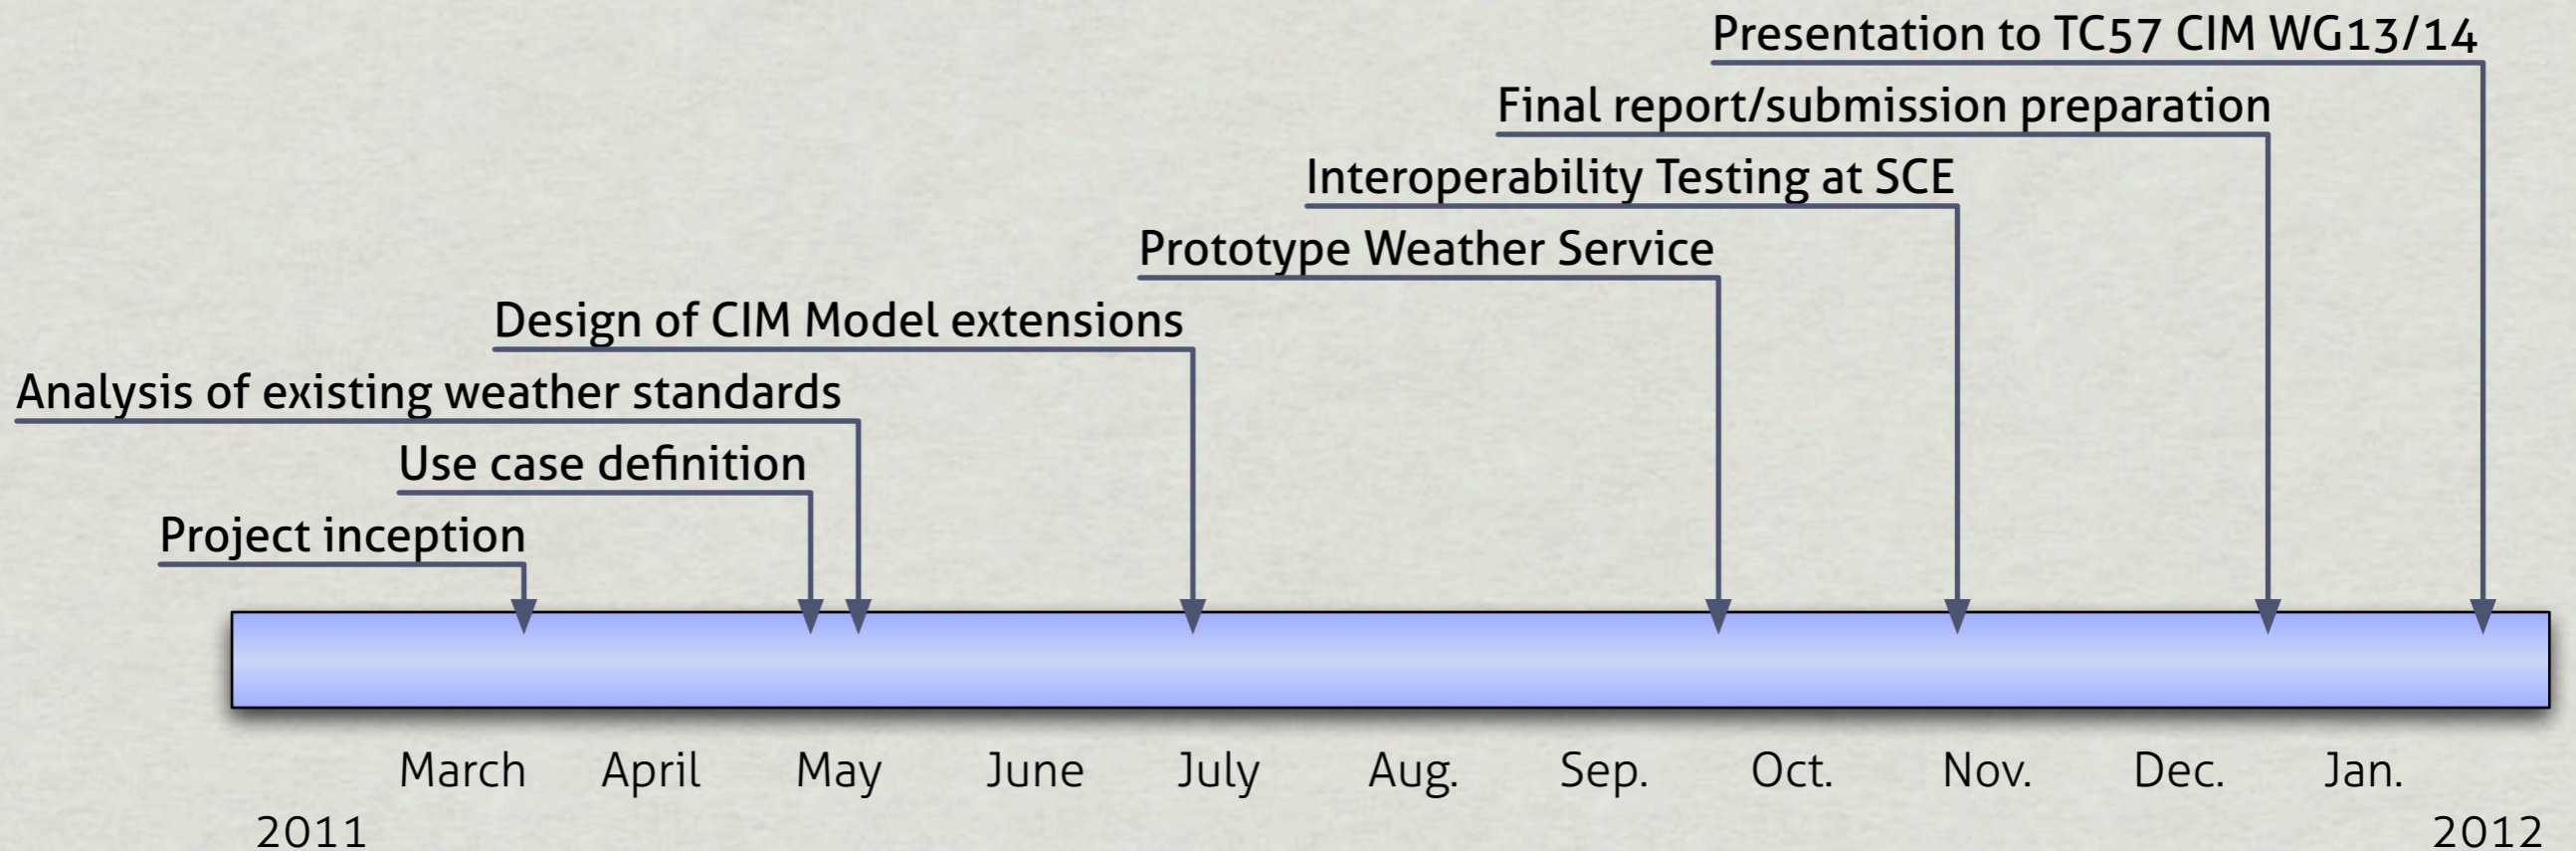 Presentation to TC57 CIM WG13/14
Final report/submission preparation
Interoperability Testing at SCE
Prototype Weather Service
Design of CIM Model extensions
Analysis of existing weather standards
Use case definition
Project inception
March April May June July Aug. Sep. Oct. Nov. Dec. Jan.
2011 2012